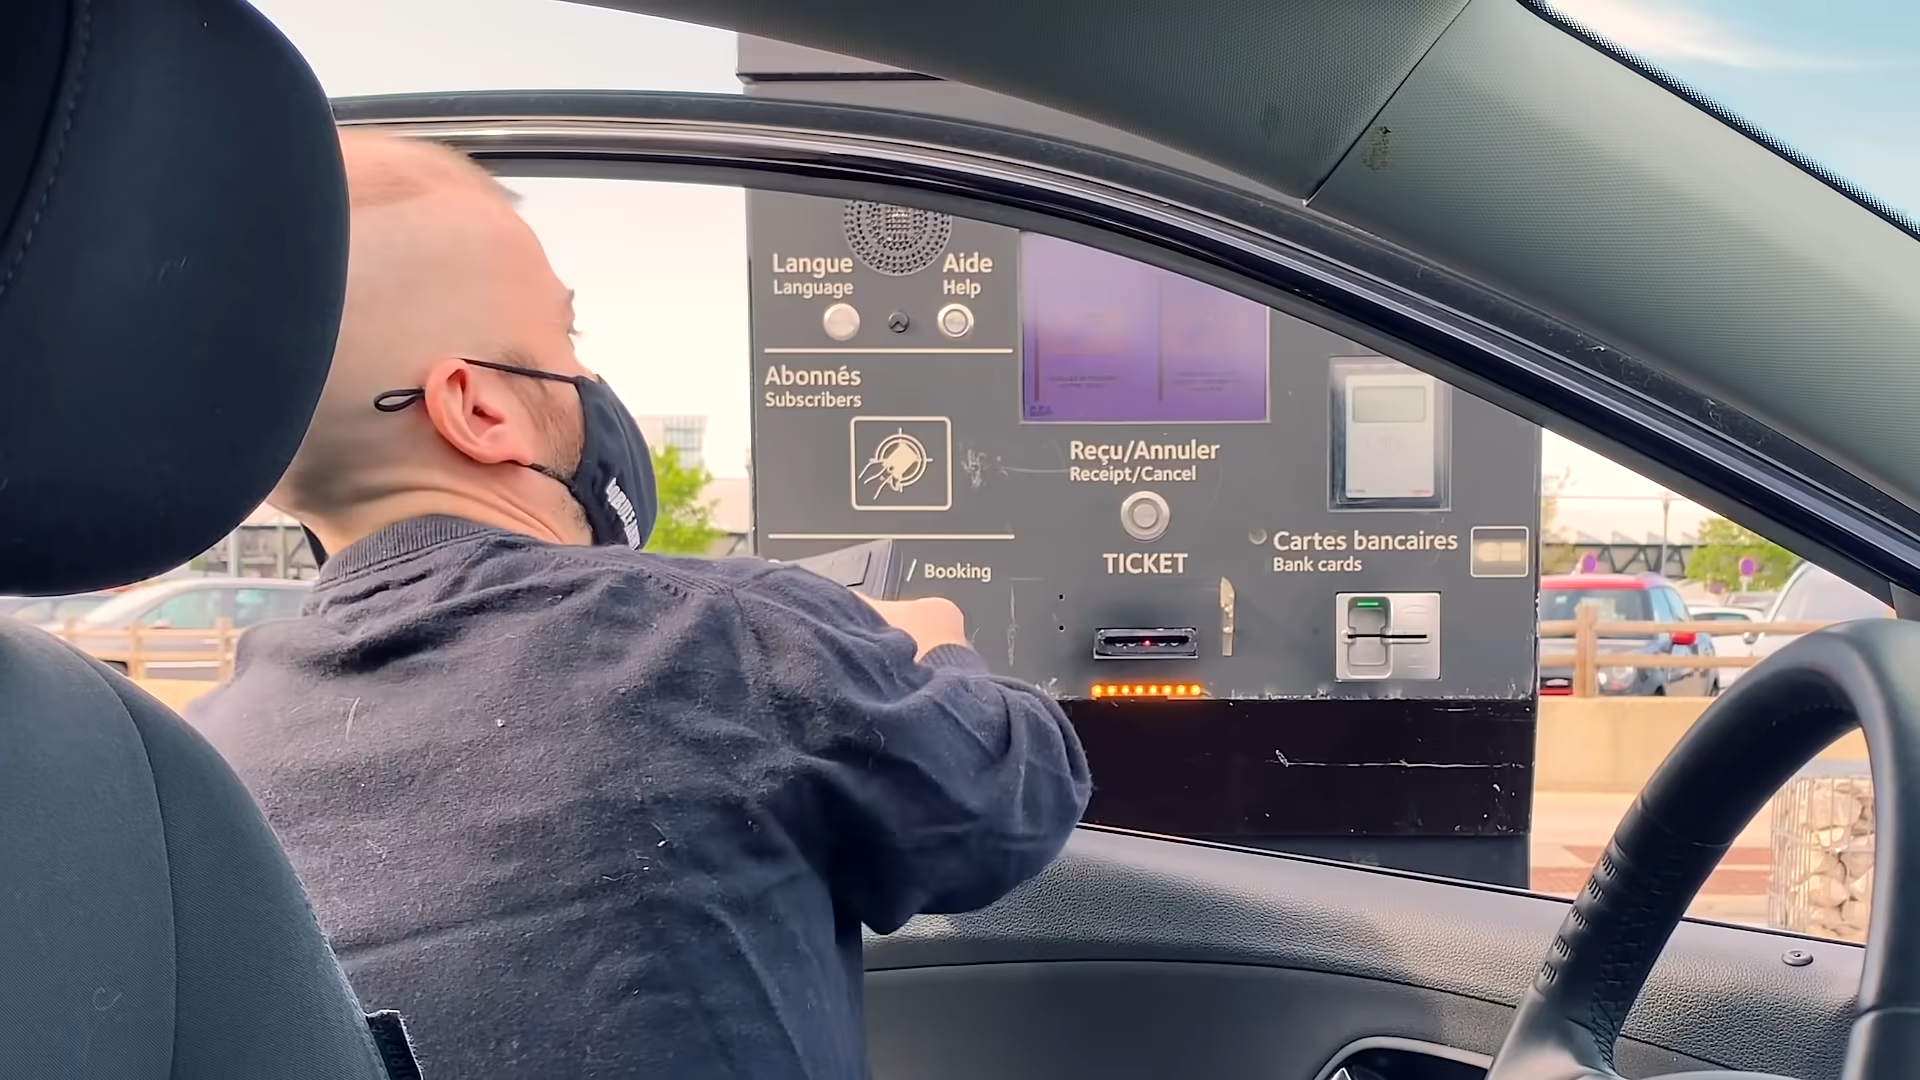 Langue
Language
Aide
Help
Abonnés
Subscribers
Reçu/Annuler
Receipt/Cancel
TICKET
/ Booking
Cartes bancaires
Bank cards